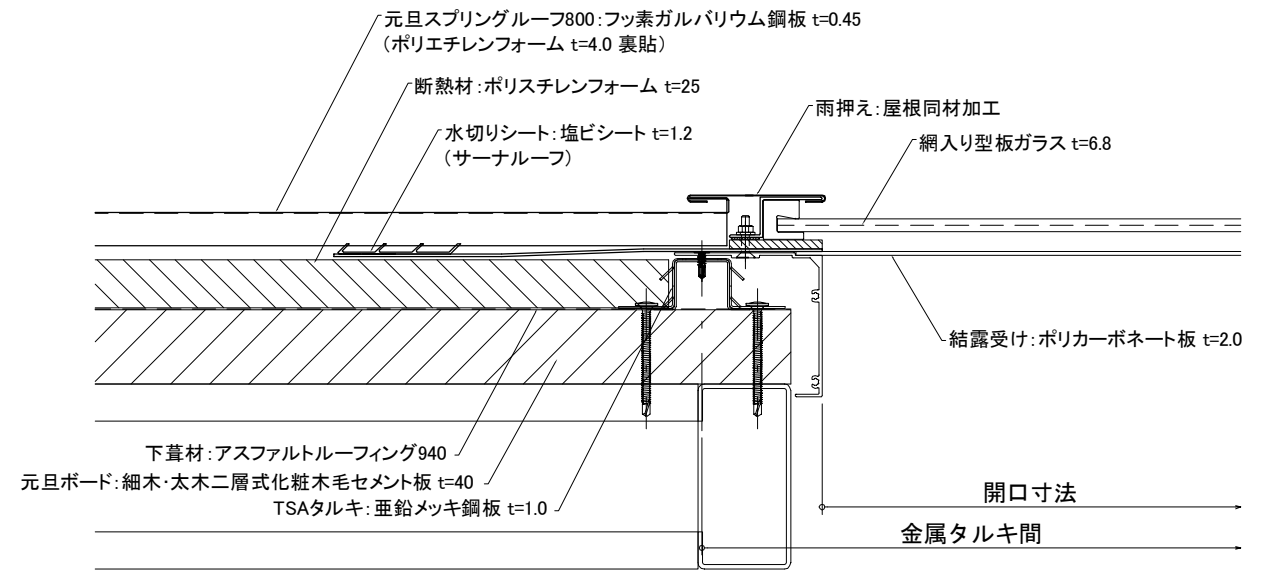 元旦スプリングルーフ800：フッ素ガルバリウム鋼板 t=0.45
（ポリエチレンフォーム t=4.0 裏貼）
断熱材：ポリスチレンフォーム t=25
水切りシート：塩ビシート t=1.2
（サーナルーフ）
雨押え：屋根同材加工
網入り型板ガラス t=6.8
結露受け：ポリカーボネート板 t=2.0
下葺材：アスファルトルーフィング940
元旦ボード：細木・太木二層式化粧木毛セメント板 t=40
TSAタルキ：亜鉛メッキ鋼板 t=1.0
開口寸法
金属タルキ間